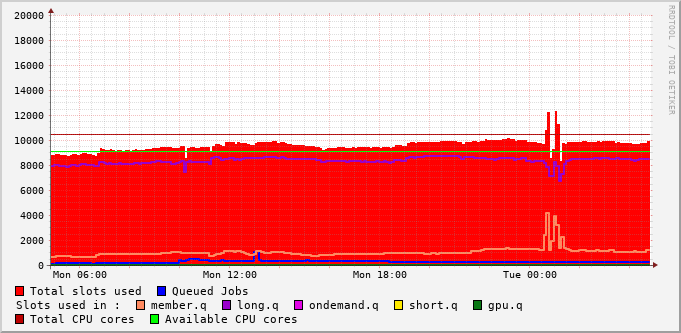 20000
18000
16000
14000
12000
10000
8000
6000
4000
2000
0
Mon 06:00 Mon 12:00 Mon 18:00 Tue 00:00
RRDTOOL / TOBI OETIKER
Total slots used Queued Jobs
Slots used in : member.q long.q ondemand.q short.q gpu.q
Total CPU cores Available CPU cores